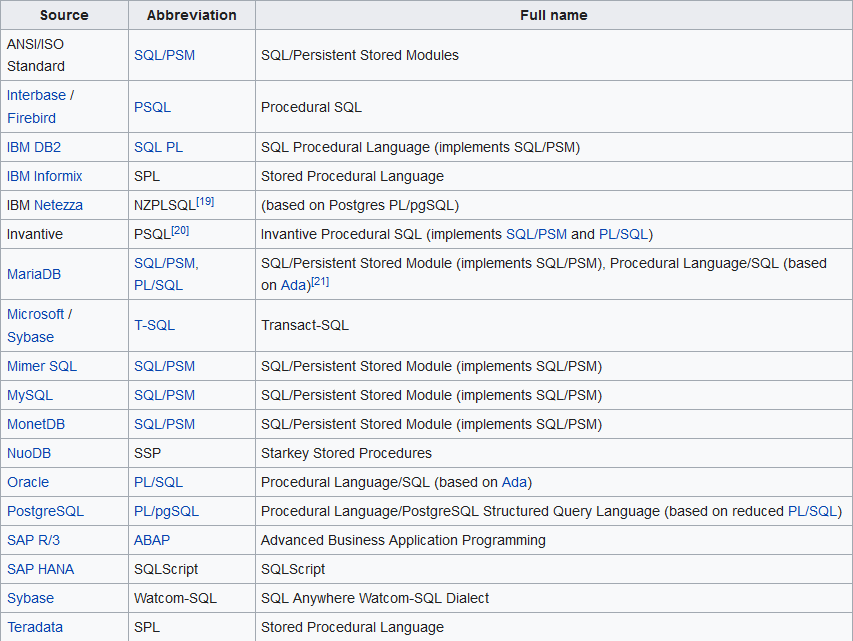 Source Abbreviation Full name
ANSI/ISO
Standard
SQL/PSM
SQL/Persistent Stored Modules
Interbase /
Firebird
PSQL
Procedural SQL
IBM DB2 SQL PL SQL Procedural Language (implements SQL/PSM)
IBM Informix SPL Stored Procedural Language
IBM Netezza NZPLSQL[19] (based on Postgres PL/pgSQL)
Invantive PSQL[20] Invantive Procedural SQL (implements SQL/PSM and PL/SQL)
MariaDB
SQL/PSM,
PL/SQL
SQL/Persistent Stored Module (implements SQL/PSM), Procedural Language/SQL (based
on Ada)[21]
Microsoft /
Sybase
T-SQL
Transact-SQL
Mimer SQL SQL/PSM SQL/Persistent Stored Module (implements SQL/PSM)
MySQL SQL/PSM SQL/Persistent Stored Module (implements SQL/PSM)
MonetDB SQL/PSM SQL/Persistent Stored Module (implements SQL/PSM)
NuoDB SSP Starkey Stored Procedures
Oracle PL/SQL Procedural Language/SQL (based on Ada)
PostgreSQL PL/pgSQL Procedural Language/PostgreSQL Structured Query Language (based on reduced PL/SQL)
SAP R/3 ABAP Advanced Business Application Programming
SAP HANA SQLScript SQLScript
Sybase Watcom-SQL SQL Anywhere Watcom-SQL Dialect
Teradata SPL Stored Procedural Language